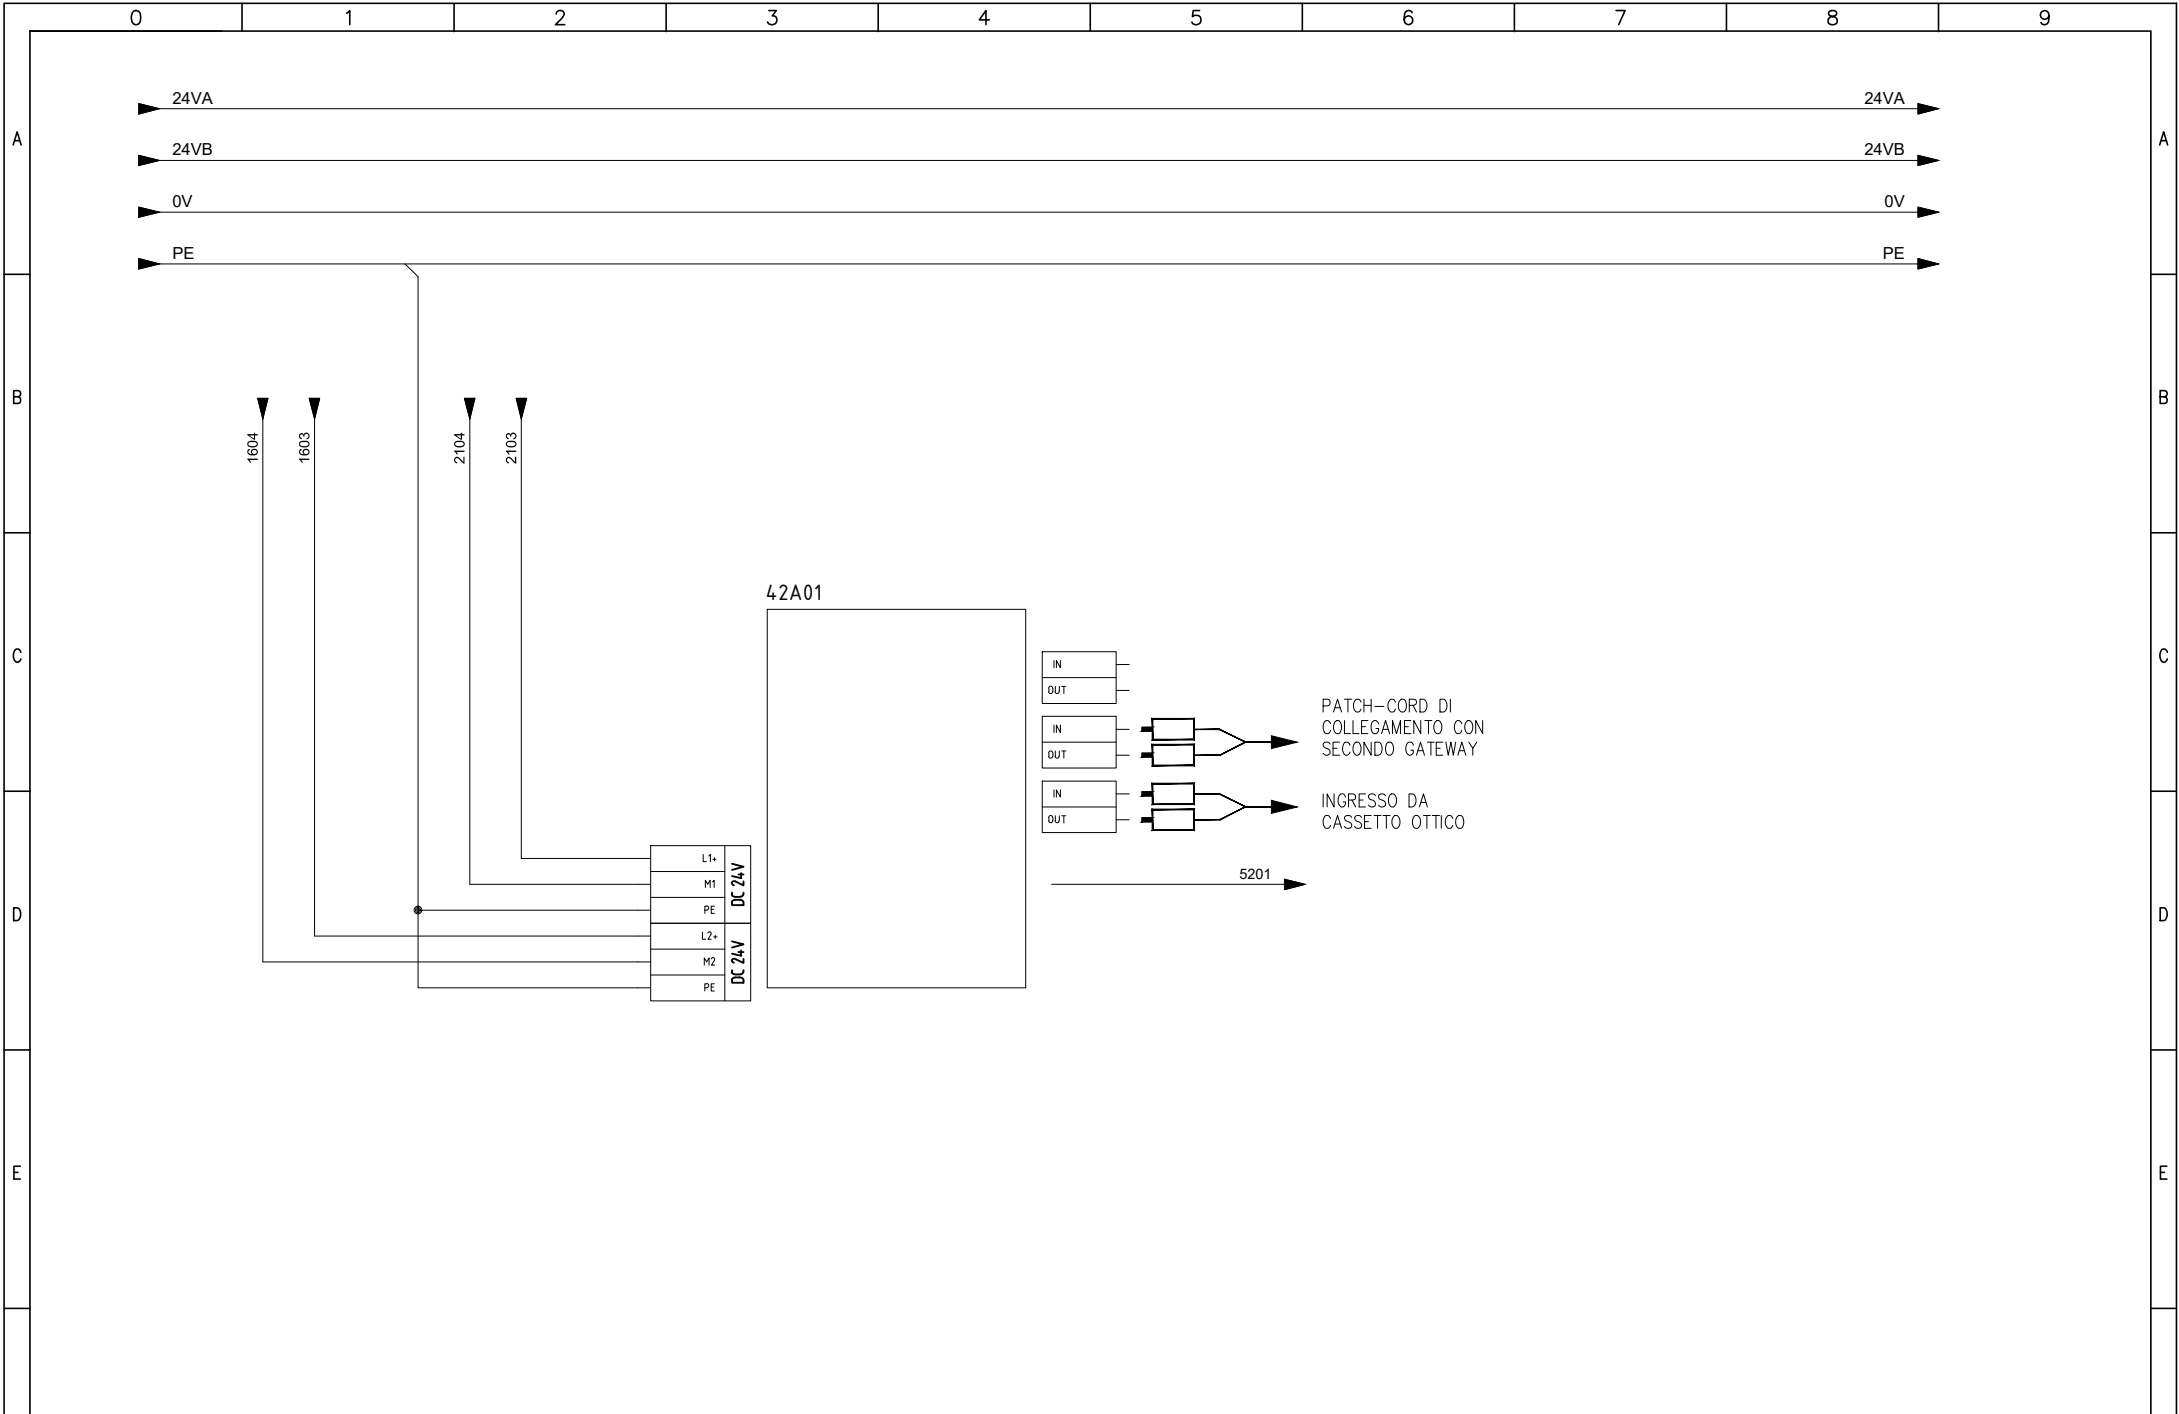 0 1 2 3 4 5 6 7 8 9
24VA 24VA
A A
24VB 24VB
0V 0V
PE PE
B B
1604 1603 2104 2103
42A01
C C
IN
OUT
PATCH-CORD DI
COLLEGAMENTO CON
SECONDO GATEWAY
IN
OUT
IN
OUT
INGRESSO DA
CASSETTO OTTICO
5201
L1+
M1
PE
DC 24V
D D
L2+
M2
PE
DC 24V
E E